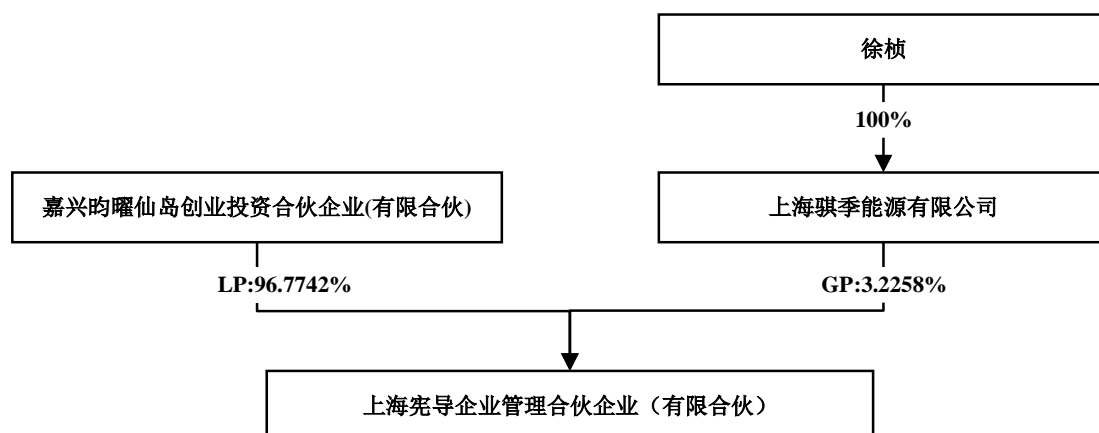 徐桢
100%
嘉兴昀曜仙岛创业投资合伙企业(有限合伙)
上海骐季能源有限公司
LP:96.7742%
GP:3.2258%
上海宪导企业管理合伙企业（有限合伙）